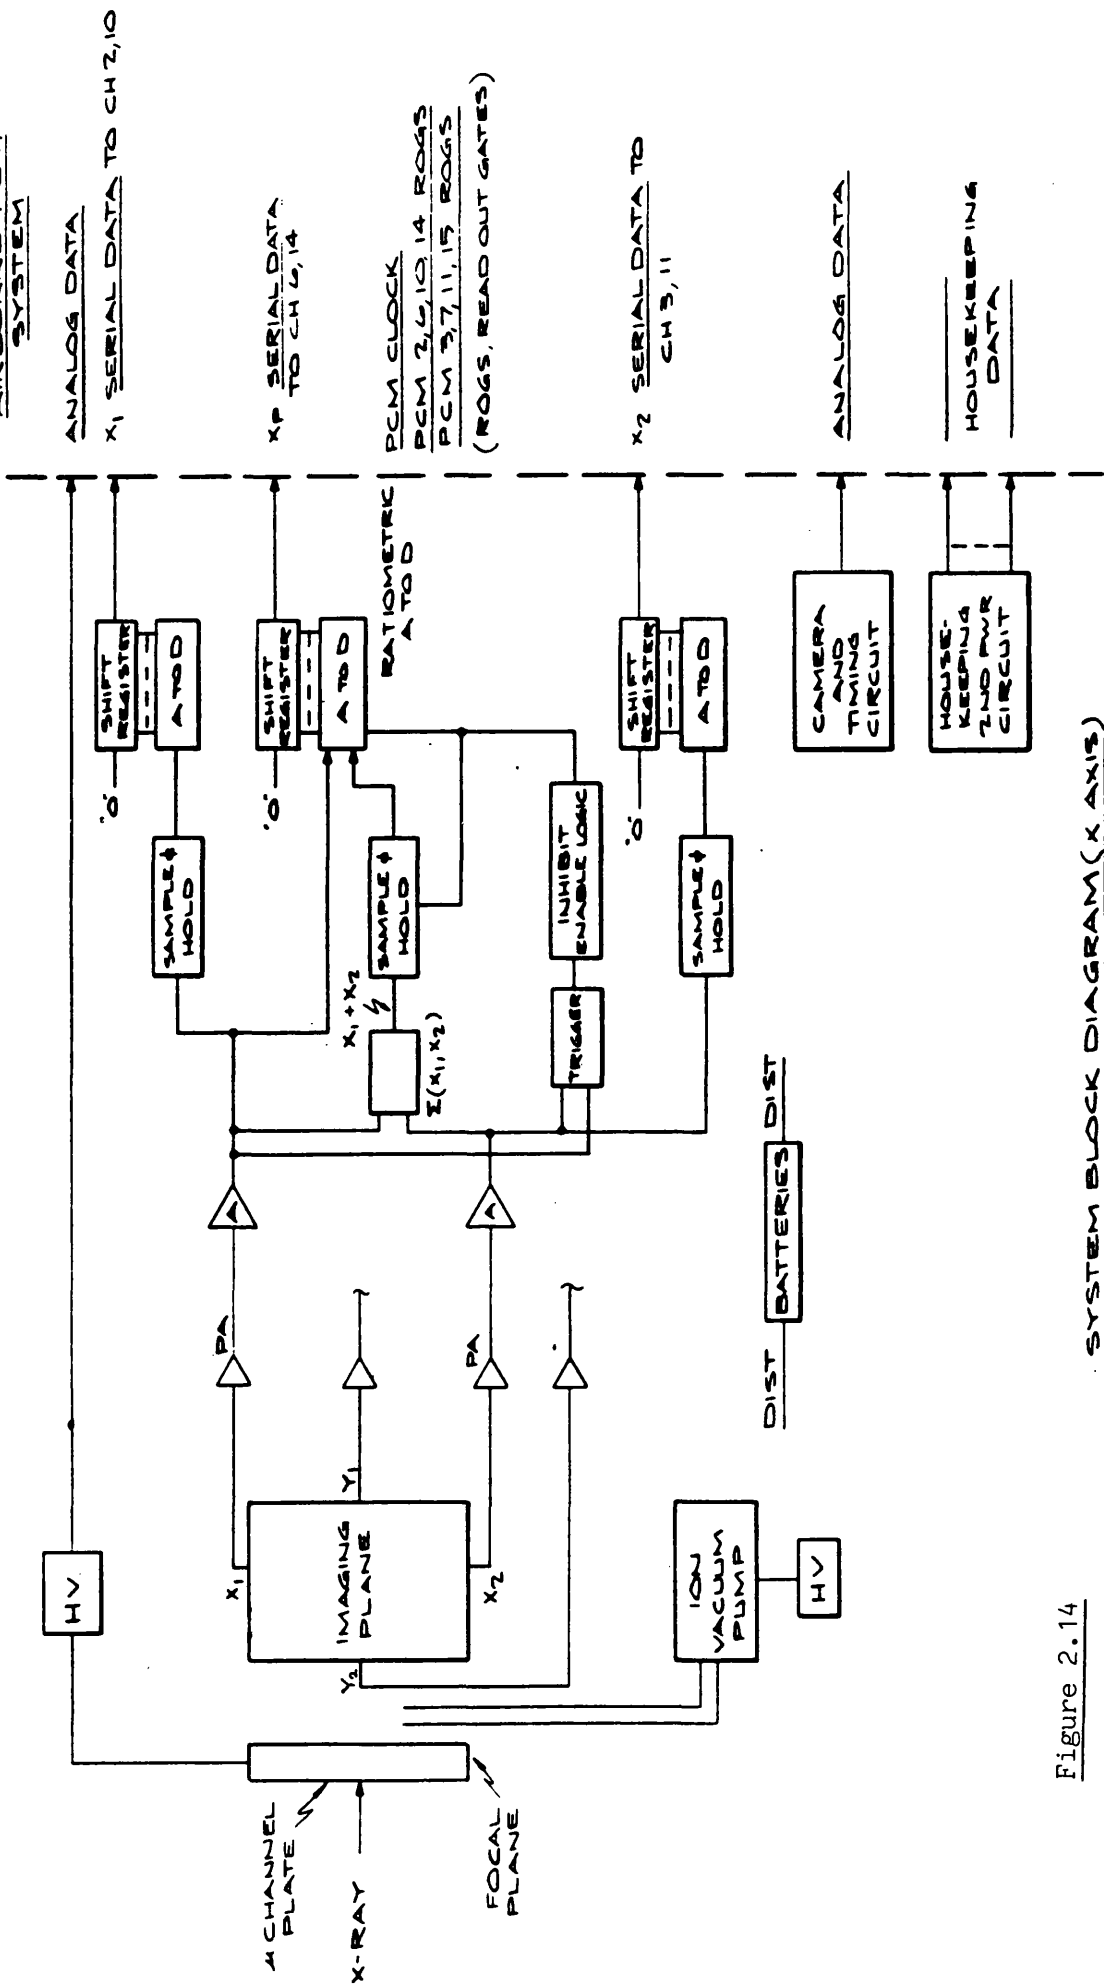 SYSTEM
ANALOG DATA
X₁ SERIAL DATA TO CH 2,10
XP SERIAL DATA
TO CH 6,14
PCM CLOCK
PCM 2,6,10,14 ROGS
PCM 3,7,11,15 ROGS
(ROGS, READ OUT GATES)
X₂ SERIAL DATA TO
CH 3,11
ANALOG DATA
HOUSEKEEPING
DATA
HV
"0"
SHIFT
REGISTER
A TO D
SAMPLE &
HOLD
"0"
SHIFT
REGISTER
A TO D
RATIOMETRIC
A TO D
X₁ + X₂
SAMPLE &
HOLD
Σ(X₁, X₂)
TRIGGER
INHIBIT
ENABLE LOGIC
"0"
SHIFT
REGISTER
A TO D
SAMPLE &
HOLD
CAMERA
AND
TIMING
CIRCUIT
HOUSE-
KEEPING
2ND PWR
CIRCUIT
PA
A
PA
A
X₁
Y₁
IMAGING
PLANE
X₂
Y₂
μ CHANNEL
PLATE
X-RAY
FOCAL
PLANE
ION
VACUUM
PUMP
HV
DIST BATTERIES DIST
SYSTEM BLOCK DIAGRAM (X AXIS)
Figure 2.14